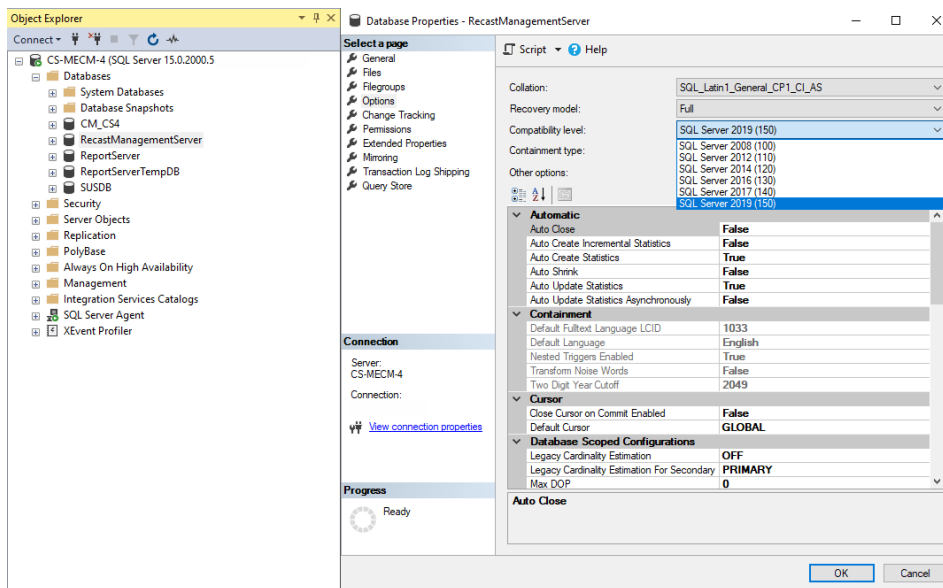 Object Explorer
Connect
CS-MECM-4 (SQL Server 15.0.2000.5
Databases
System Databases
Database Snapshots
CM_CS4
RecastManagementServer
ReportServer
ReportServerTempDB
SUSDB
Security
Server Objects
Replication
PolyBase
Always On High Availability
Management
Integration Services Catalogs
SQL Server Agent
XEvent Profiler
Database Properties - RecastManagementServer
Select a page
General
Files
Filegroups
Options
Change Tracking
Permissions
Extended Properties
Mirroring
Transaction Log Shipping
Query Store
Connection
Server:
CS-MECM-4
Connection:
View connection properties
Progress
Ready
Script Help
Collation: SQL_Latin1_General_CP1_CI_AS
Recovery model: Full
Compatibility level: SQL Server 2019 (150)
Containment type:
Other options:
SQL Server 2008 (100)
SQL Server 2012 (110)
SQL Server 2014 (120)
SQL Server 2016 (130)
SQL Server 2017 (140)
SQL Server 2019 (150)
Automatic
Auto Close False
Auto Create Incremental Statistics False
Auto Create Statistics True
Auto Shrink False
Auto Update Statistics True
Auto Update Statistics Asynchronously False
Containment
Default Fulltext Language LCID 1033
Default Language English
Nested Triggers Enabled True
Transform Noise Words False
Two Digit Year Cutoff 2049
Cursor
Close Cursor on Commit Enabled False
Default Cursor GLOBAL
Database Scoped Configurations
Legacy Cardinality Estimation OFF
Legacy Cardinality Estimation For Secondary PRIMARY
Max DOP 0
Auto Close
OK Cancel